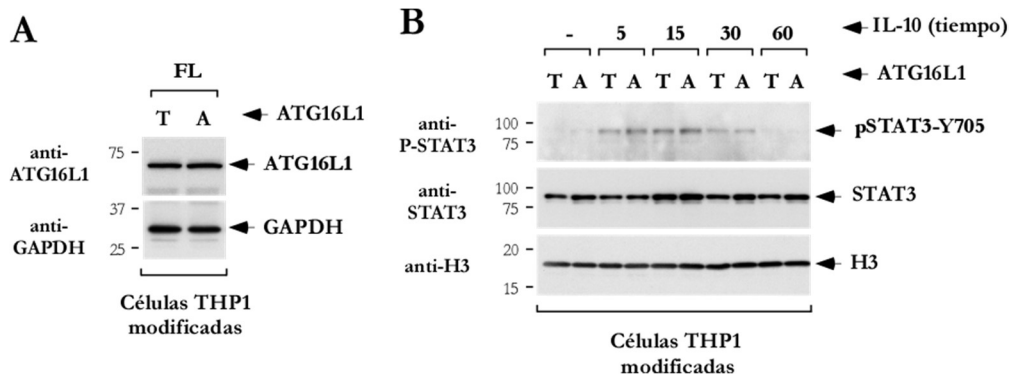 A
FL
T A ATG16L1
anti-
ATG16L1
75
ATG16L1
anti-
GAPDH
37
25
GAPDH
Células THP1
modificadas
B
- 5 15 30 60 IL-10 (tiempo)
T A T A T A T A T A ATG16L1
anti-
P-STAT3
100
75
pSTAT3-Y705
anti-
STAT3
100
75
STAT3
anti-H3
20
15
H3
Células THP1
modificadas